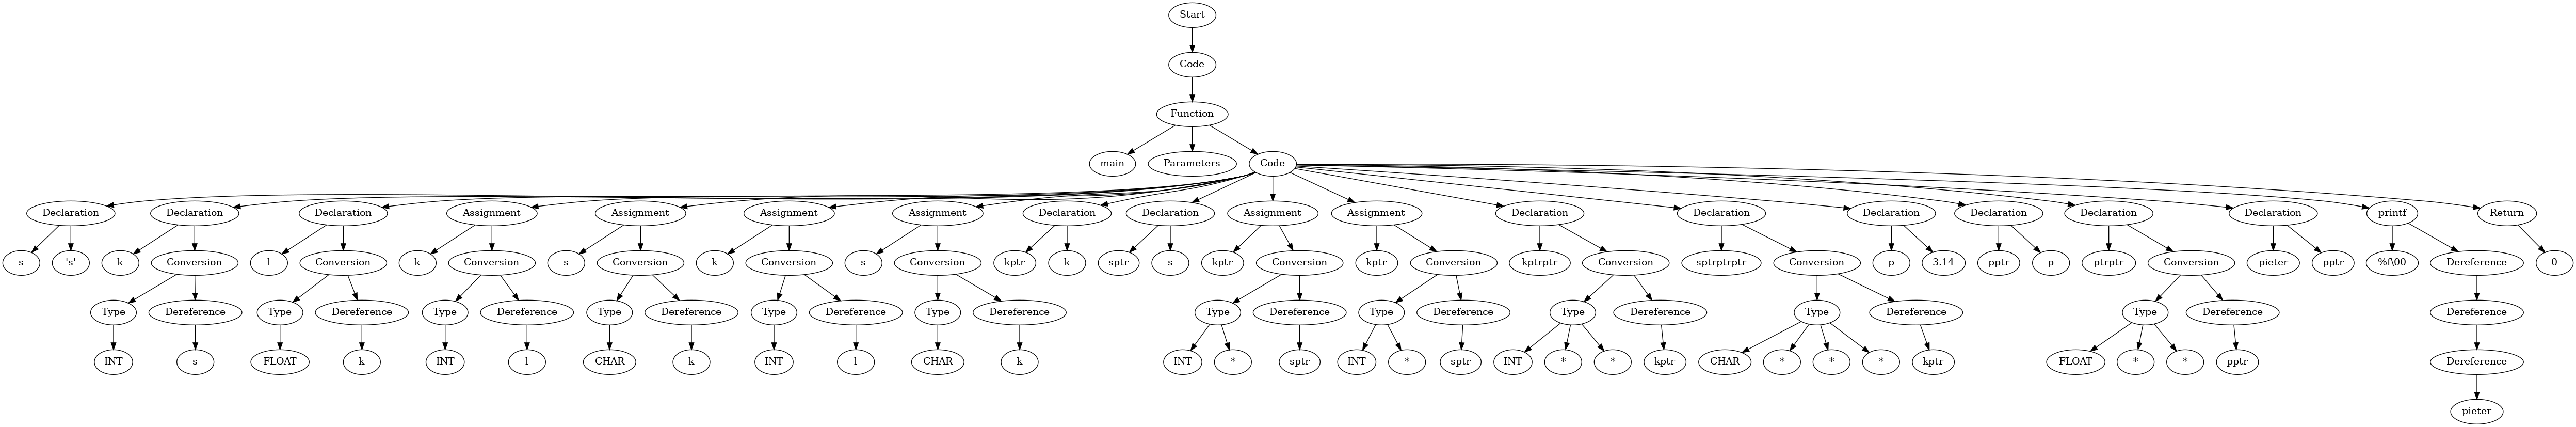 Start
Code
Function
main Parameters Code
Declaration Declaration Declaration Assignment Assignment Assignment Assignment Declaration Declaration Assignment Assignment Declaration Declaration Declaration Declaration Declaration Declaration printf Return
s 's' k Conversion l Conversion k Conversion s Conversion k Conversion s Conversion kptr k sptr s kptr Conversion kptr Conversion kptrptr Conversion sptrptrptr Conversion p 3.14 pptr p ptrptr Conversion pieter pptr %f\00 Dereference 0
Type Dereference Type Dereference Type Dereference Type Dereference Type Dereference Type Dereference Type Dereference Type Dereference Type Dereference Type Dereference Type Dereference Dereference
INT s FLOAT k INT l CHAR k INT l CHAR k INT * sptr INT * sptr INT * * kptr CHAR * * * kptr FLOAT * * pptr Dereference
pieter